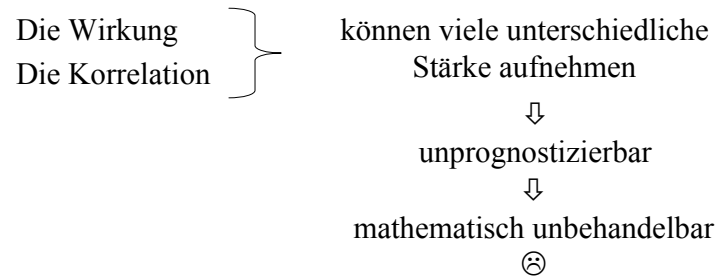 Die Wirkung
Die Korrelation
können viele unterschiedliche
Stärke aufnehmen
⇩
unprognostizierbar
⇩
mathematisch unbehandelbar
☹